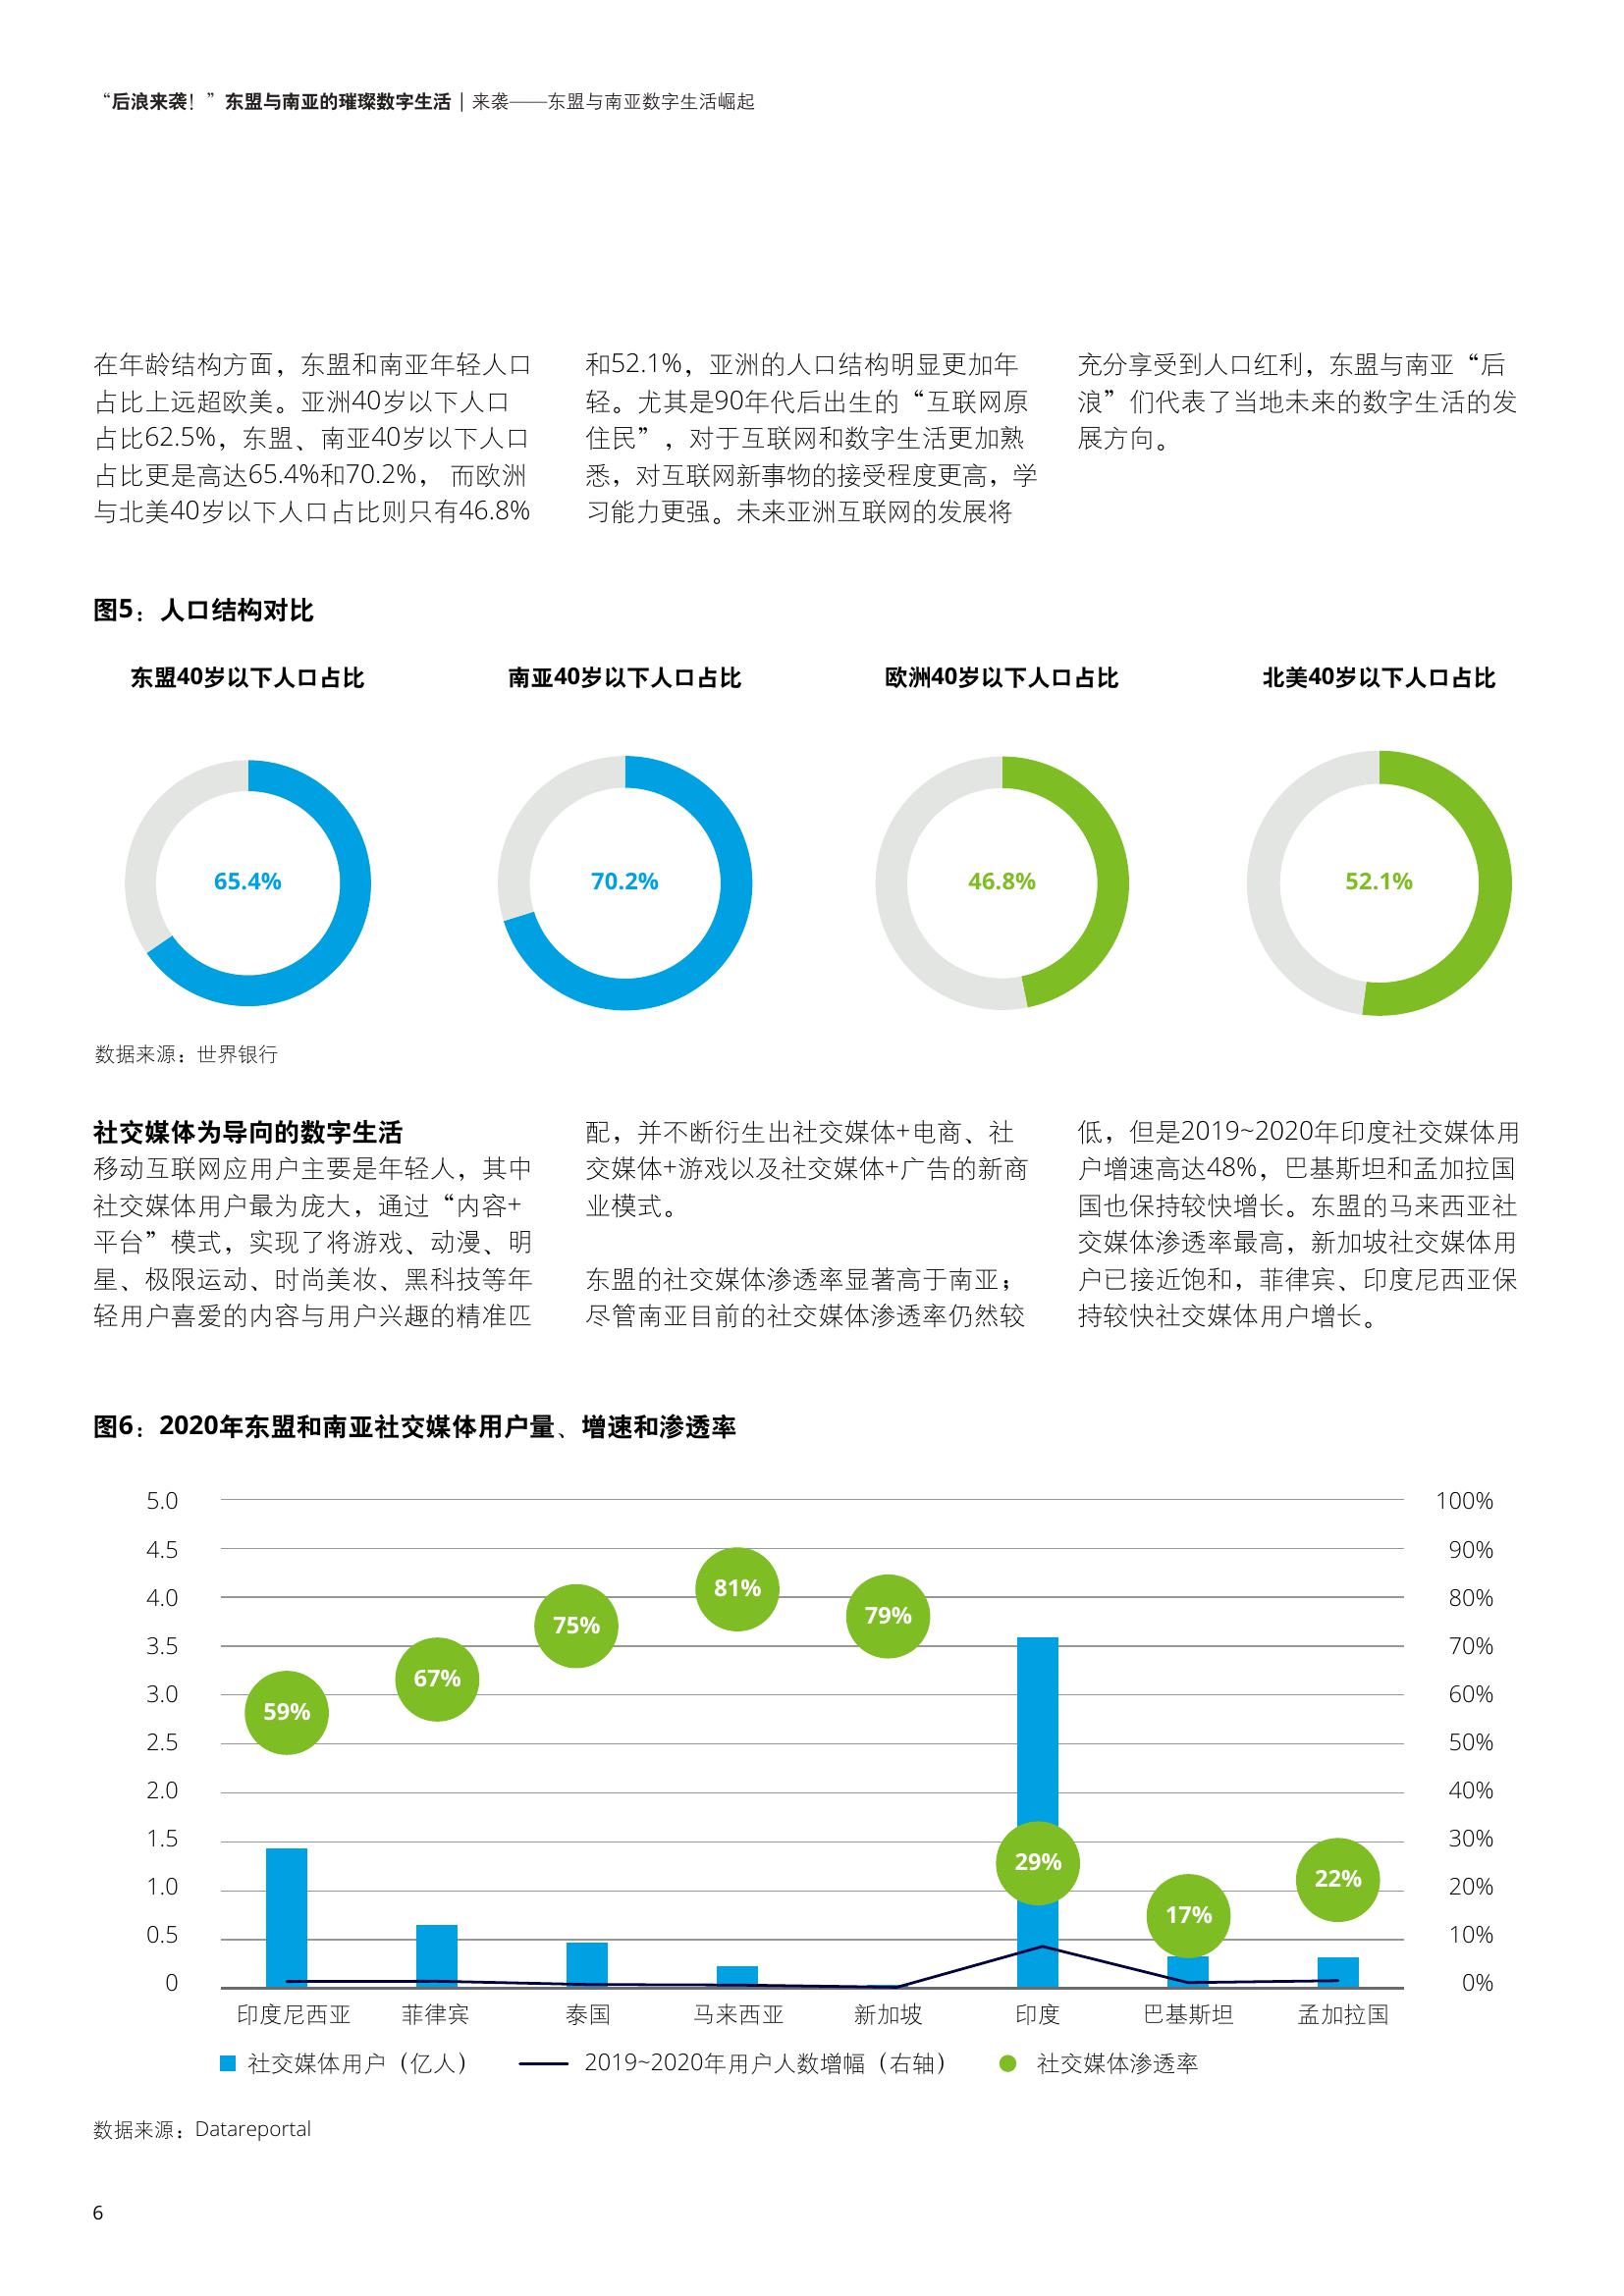 “后浪来袭！”东盟与南亚的璀璨数字生活 | 来袭——东盟与南亚数字生活崛起
在年龄结构方面，东盟和南亚年轻人口
占比上远超欧美。亚洲40岁以下人口
占比62.5%，东盟、南亚40岁以下人口
占比更是高达65.4%和70.2%， 而欧洲
与北美40岁以下人口占比则只有46.8%
和52.1%，亚洲的人口结构明显更加年
轻。尤其是90年代后出生的“互联网原
住民”，对于互联网和数字生活更加熟
悉，对互联网新事物的接受程度更高，学
习能力更强。未来亚洲互联网的发展将
充分享受到人口红利，东盟与南亚“后
浪”们代表了当地未来的数字生活的发
展方向。
图5：人口结构对比
东盟40岁以下人口占比
南亚40岁以下人口占比
欧洲40岁以下人口占比
北美40岁以下人口占比
65.4%
70.2%
46.8%
52.1%
数据来源：世界银行
社交媒体为导向的数字生活
移动互联网应用户主要是年轻人，其中
社交媒体用户最为庞大，通过“内容+
平台”模式，实现了将游戏、动漫、明
星、极限运动、时尚美妆、黑科技等年
轻用户喜爱的内容与用户兴趣的精准匹
配，并不断衍生出社交媒体+电商、社
交媒体+游戏以及社交媒体+广告的新商
业模式。
东盟的社交媒体渗透率显著高于南亚；
尽管南亚目前的社交媒体渗透率仍然较
低，但是2019~2020年印度社交媒体用
户增速高达48%，巴基斯坦和孟加拉国
国也保持较快增长。东盟的马来西亚社
交媒体渗透率最高，新加坡社交媒体用
户已接近饱和，菲律宾、印度尼西亚保
持较快社交媒体用户增长。
图6：2020年东盟和南亚社交媒体用户量、增速和渗透率
5.0
4.5
4.0
3.5
3.0
2.5
2.0
1.5
1.0
0.5
0
100%
90%
80%
70%
60%
50%
40%
30%
20%
10%
0%
59%
67%
75%
81%
79%
29%
17%
22%
印度尼西亚
菲律宾
泰国
马来西亚
新加坡
印度
巴基斯坦
孟加拉国
社交媒体用户（亿人）
2019~2020年用户人数增幅（右轴）
社交媒体渗透率
数据来源：Datareportal
6